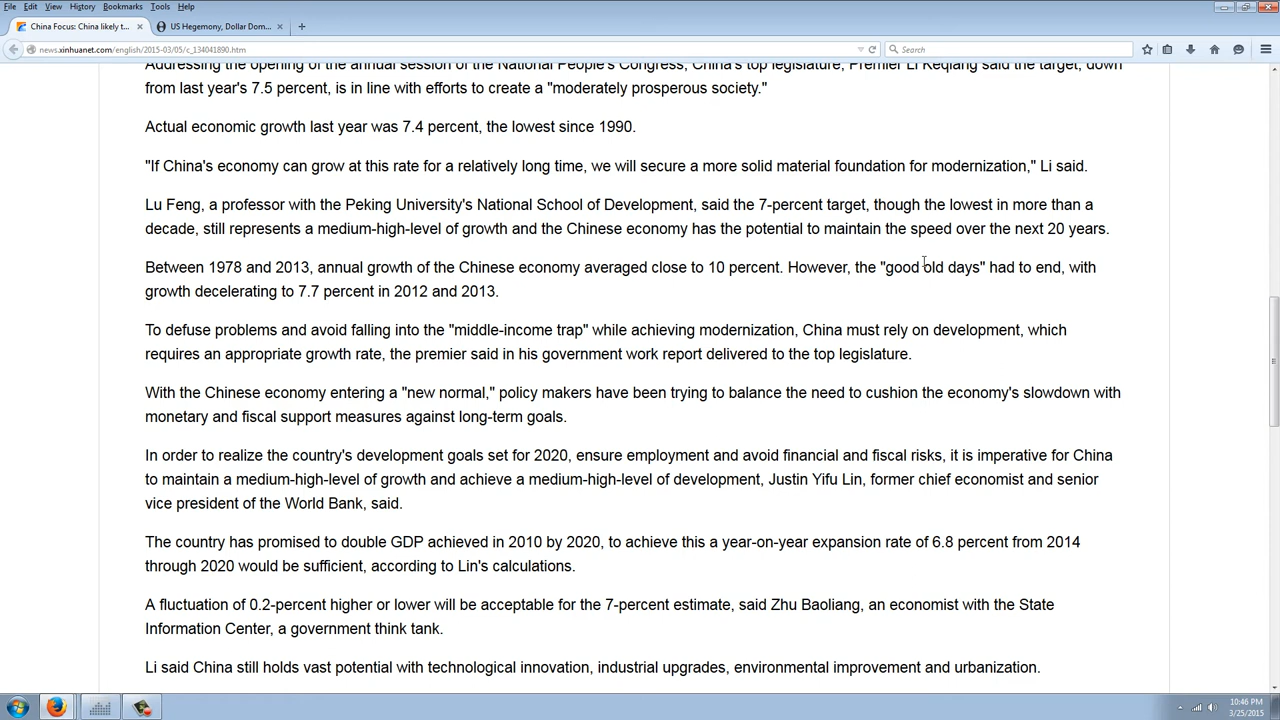 File Edit View History Bookmarks Tools Help
China Focus: China likely t... × US Hegemony, Dollar Dom... × +
news.xinhuanet.com/english/2015-03/05/c_134041890.htm Search
Addressing the opening of the annual session of the National People's Congress, China's top legislature, Premier Li Keqiang said the target, down
from last year's 7.5 percent, is in line with efforts to create a "moderately prosperous society."
Actual economic growth last year was 7.4 percent, the lowest since 1990.
"If China's economy can grow at this rate for a relatively long time, we will secure a more solid material foundation for modernization," Li said.
Lu Feng, a professor with the Peking University's National School of Development, said the 7-percent target, though the lowest in more than a
decade, still represents a medium-high-level of growth and the Chinese economy has the potential to maintain the speed over the next 20 years.
Between 1978 and 2013, annual growth of the Chinese economy averaged close to 10 percent. However, the "good old days" had to end, with
growth decelerating to 7.7 percent in 2012 and 2013.
To defuse problems and avoid falling into the "middle-income trap" while achieving modernization, China must rely on development, which
requires an appropriate growth rate, the premier said in his government work report delivered to the top legislature.
With the Chinese economy entering a "new normal," policy makers have been trying to balance the need to cushion the economy's slowdown with
monetary and fiscal support measures against long-term goals.
In order to realize the country's development goals set for 2020, ensure employment and avoid financial and fiscal risks, it is imperative for China
to maintain a medium-high-level of growth and achieve a medium-high-level of development, Justin Yifu Lin, former chief economist and senior
vice president of the World Bank, said.
The country has promised to double GDP achieved in 2010 by 2020, to achieve this a year-on-year expansion rate of 6.8 percent from 2014
through 2020 would be sufficient, according to Lin's calculations.
A fluctuation of 0.2-percent higher or lower will be acceptable for the 7-percent estimate, said Zhu Baoliang, an economist with the State
Information Center, a government think tank.
Li said China still holds vast potential with technological innovation, industrial upgrades, environmental improvement and urbanization.
10:46 PM
3/25/2015